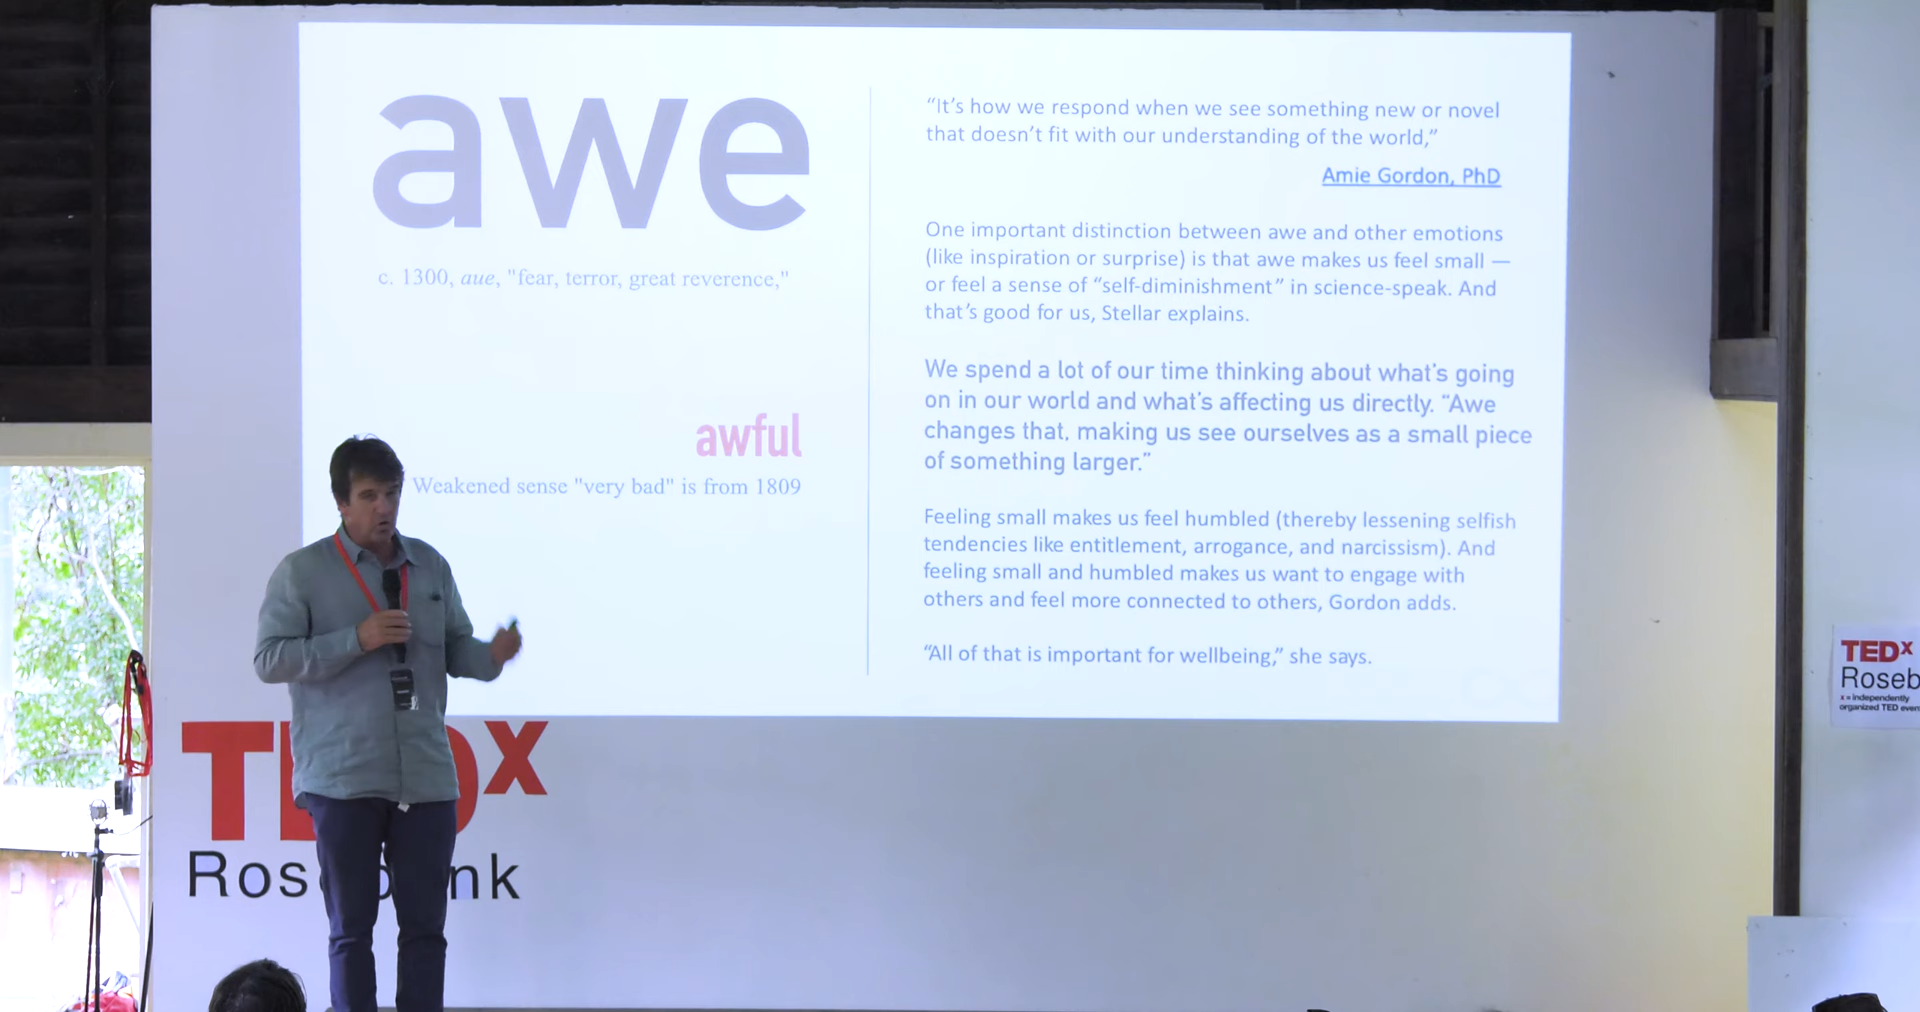 awe
c. 1300, aue, "fear, terror, great reverence,"
awful
Weakened sense "very bad" is from 1809
“It’s how we respond when we see something new or novel
that doesn’t fit with our understanding of the world,”
Amie Gordon, PhD
One important distinction between awe and other emotions
(like inspiration or surprise) is that awe makes us feel small —
or feel a sense of “self-diminishment” in science-speak. And
that’s good for us, Stellar explains.
We spend a lot of our time thinking about what’s going
on in our world and what’s affecting us directly. “Awe
changes that, making us see ourselves as a small piece
of something larger.”
Feeling small makes us feel humbled (thereby lessening selfish
tendencies like entitlement, arrogance, and narcissism). And
feeling small and humbled makes us want to engage with
others and feel more connected to others, Gordon adds.
“All of that is important for wellbeing,” she says.
TEDx
Rosebank
TEDx
Roseb
x = independently
organized TED even